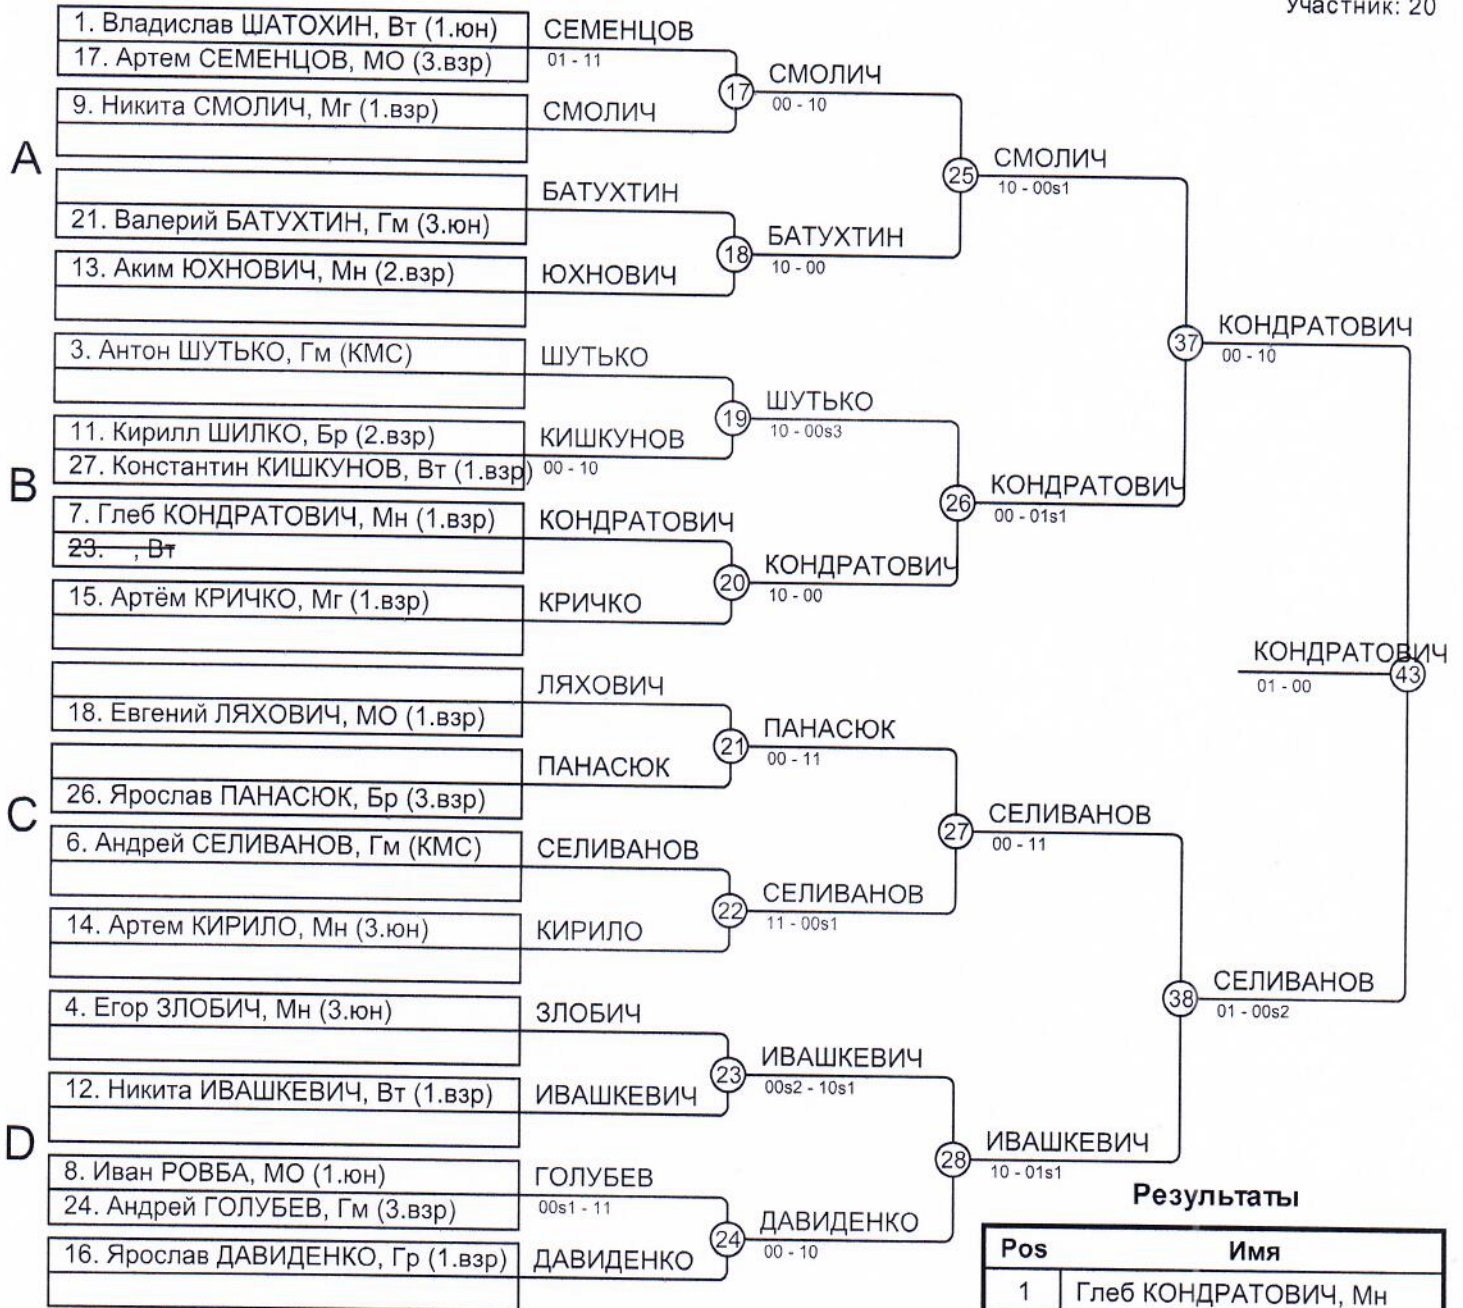 Участник: 20
1. Владислав ШАТОХИН, Вт (1.юн)
17. Артем СЕМЕНЦОВ, МО (3.взр)
9. Никита СМОЛИЧ, Мг (1.взр)
A
21. Валерий БАТУХТИН, Гм (3.юн)
13. Аким ЮХНОВИЧ, Мн (2.взр)
3. Антон ШУТЬКО, Гм (КМС)
11. Кирилл ШИЛКО, Бр (2.взр)
27. Константин КИШКУНОВ, Вт (1.взр)
B
7. Глеб КОНДРАТОВИЧ, Мн (1.взр)
23. , Вт
15. Артём КРИЧКО, Мг (1.взр)
18. Евгений ЛЯХОВИЧ, МО (1.взр)
26. Ярослав ПАНАСЮК, Бр (3.взр)
C
6. Андрей СЕЛИВАНОВ, Гм (КМС)
14. Артем КИРИЛО, Мн (3.юн)
4. Егор ЗЛОБИЧ, Мн (3.юн)
12. Никита ИВАШКЕВИЧ, Вт (1.взр)
D
8. Иван РОВБА, МО (1.юн)
24. Андрей ГОЛУБЕВ, Гм (3.взр)
16. Ярослав ДАВИДЕНКО, Гр (1.взр)
СЕМЕНЦОВ
01 - 11
СМОЛИЧ
БАТУХТИН
ЮХНОВИЧ
ШУТЬКО
КИШКУНОВ
00 - 10
КОНДРАТОВИЧ
КРИЧКО
ЛЯХОВИЧ
ПАНАСЮК
СЕЛИВАНОВ
КИРИЛО
ЗЛОБИЧ
ИВАШКЕВИЧ
ГОЛУБЕВ
00s1 - 11
ДАВИДЕНКО
17
СМОЛИЧ
00 - 10
18
БАТУХТИН
10 - 00
19
ШУТЬКО
10 - 00s3
20
КОНДРАТОВИЧ
10 - 00
21
ПАНАСЮК
00 - 11
22
СЕЛИВАНОВ
11 - 00s1
23
ИВАШКЕВИЧ
00s2 - 10s1
24
ДАВИДЕНКО
00 - 10
25
СМОЛИЧ
10 - 00s1
26
КОНДРАТОВИЧ
00 - 01s1
27
СЕЛИВАНОВ
00 - 11
28
ИВАШКЕВИЧ
10 - 01s1
37
КОНДРАТОВИЧ
00 - 10
38
СЕЛИВАНОВ
01 - 00s2
КОНДРАТОВИЧ
43
01 - 00
Результаты
Pos Имя
1 Глеб КОНДРАТОВИЧ, Мн